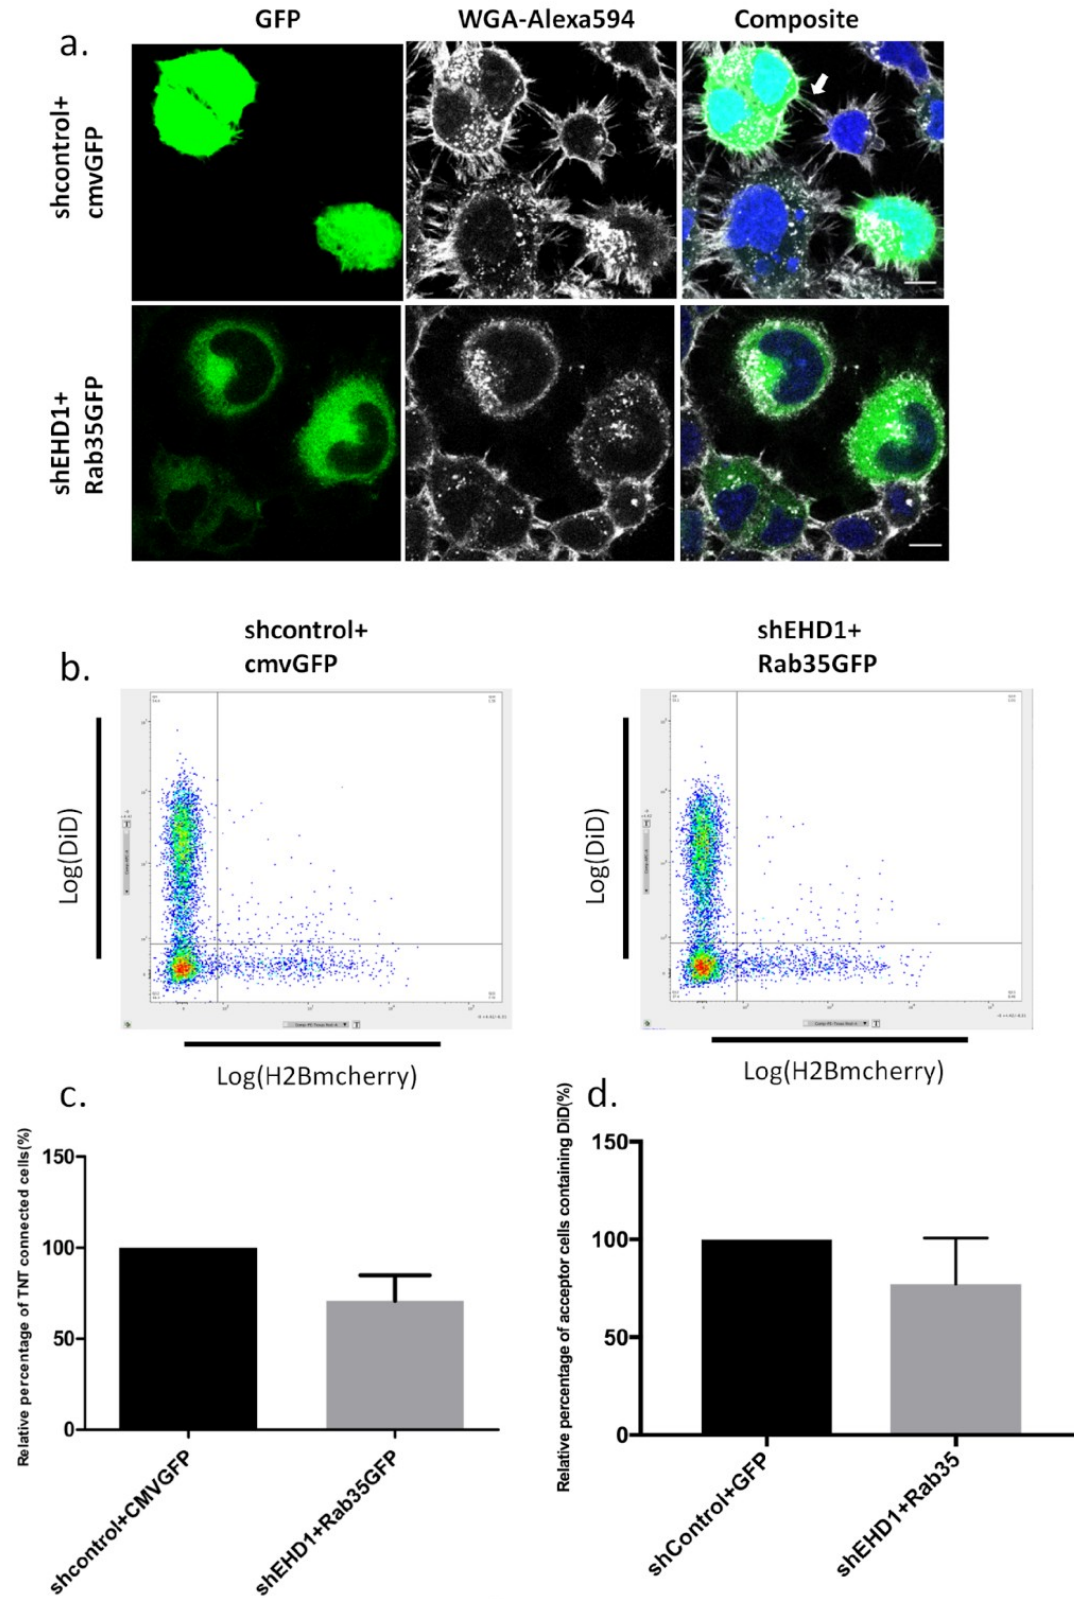 a.
GFP
WGA-Alexa594
Composite
shcontrol+
cmvGFP
shEHD1+
Rab35GFP
b.
shcontrol+
cmvGFP
shEHD1+
Rab35GFP
Log(DiD)
Log(H2Bmcherry)
Log(DiD)
Log(H2Bmcherry)
c.
Relative percentage of TNT connected cells(%)
150
100
50
0
shcontrol+CMVGFP
shEHD1+Rab35GFP
d.
Relative percentage of acceptor cells containing DiD(%)
150
100
50
0
shControl+GFP
shEHD1+Rab35